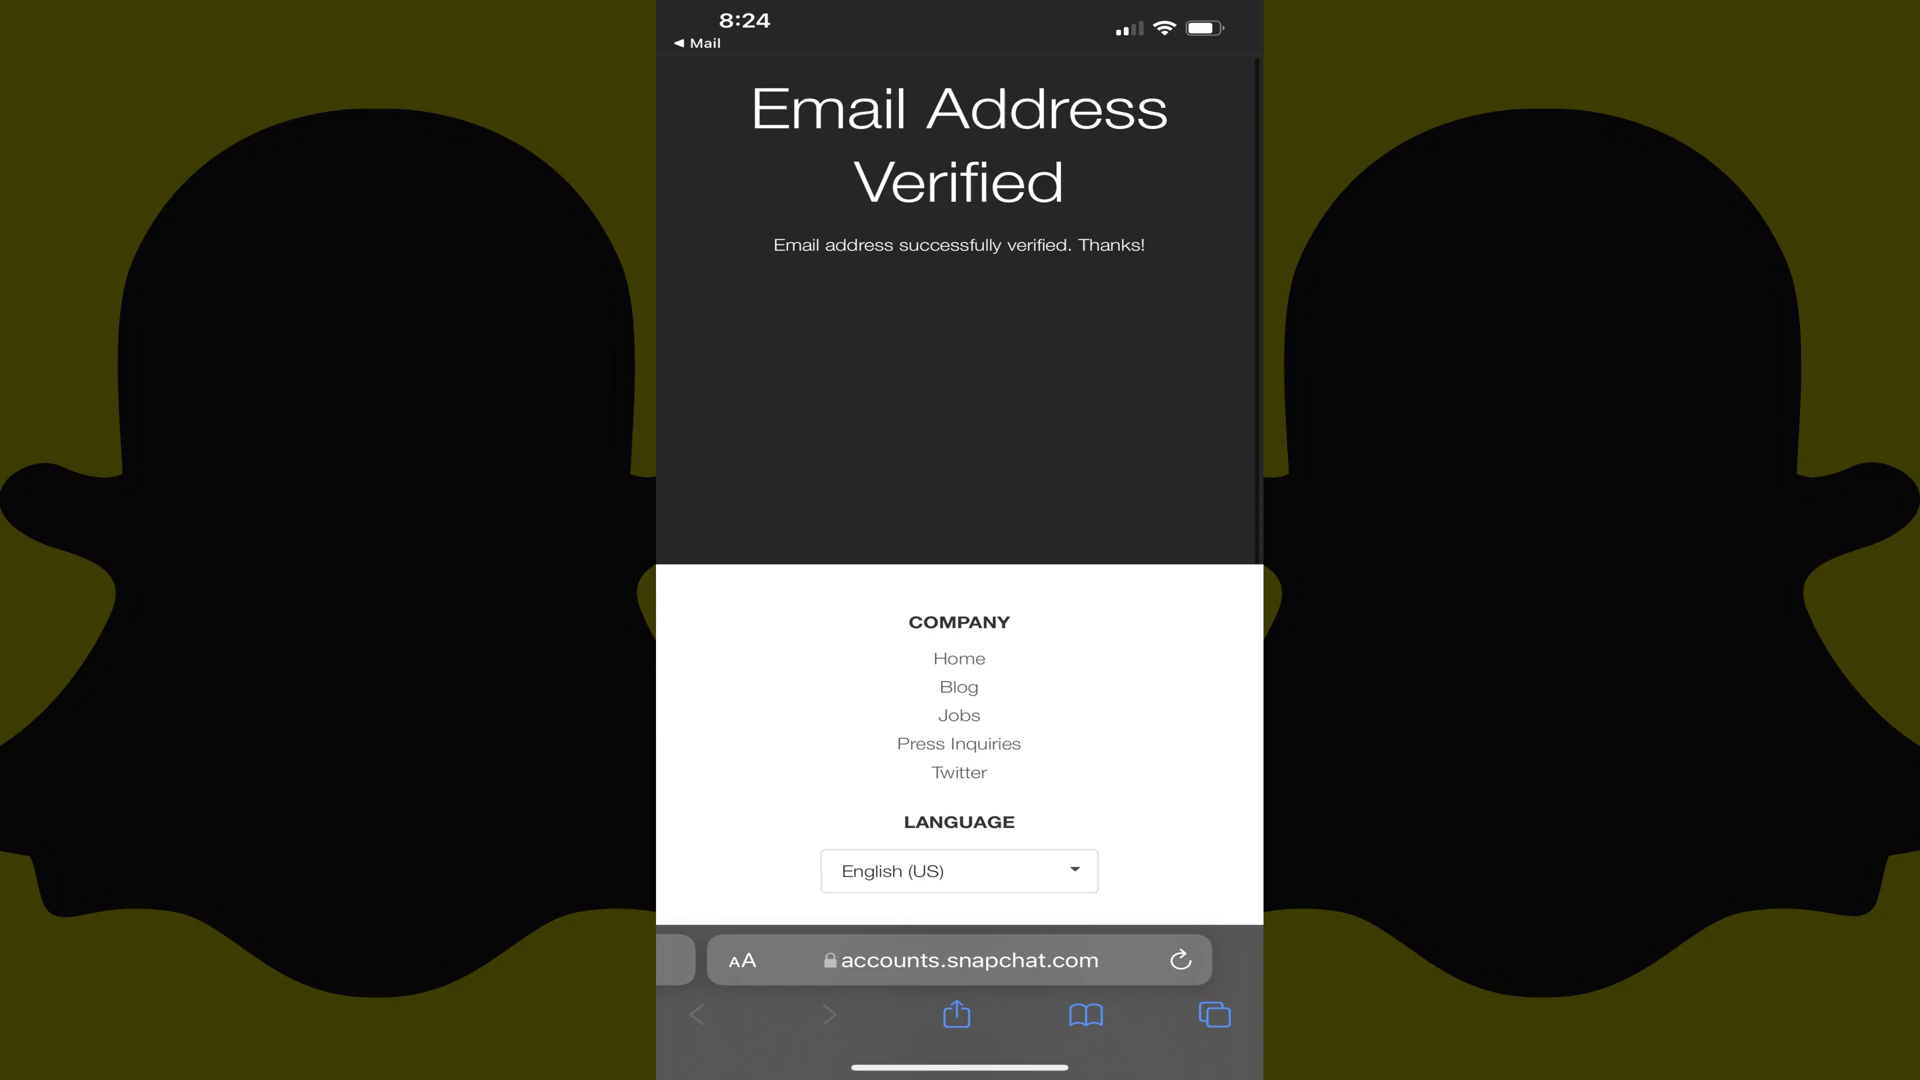 8:24
◀ Mail
Email Address
Verified
Email address successfully verified. Thanks!
COMPANY
Home
Blog
Jobs
Press Inquiries
Twitter
LANGUAGE
English (US)
AA accounts.snapchat.com